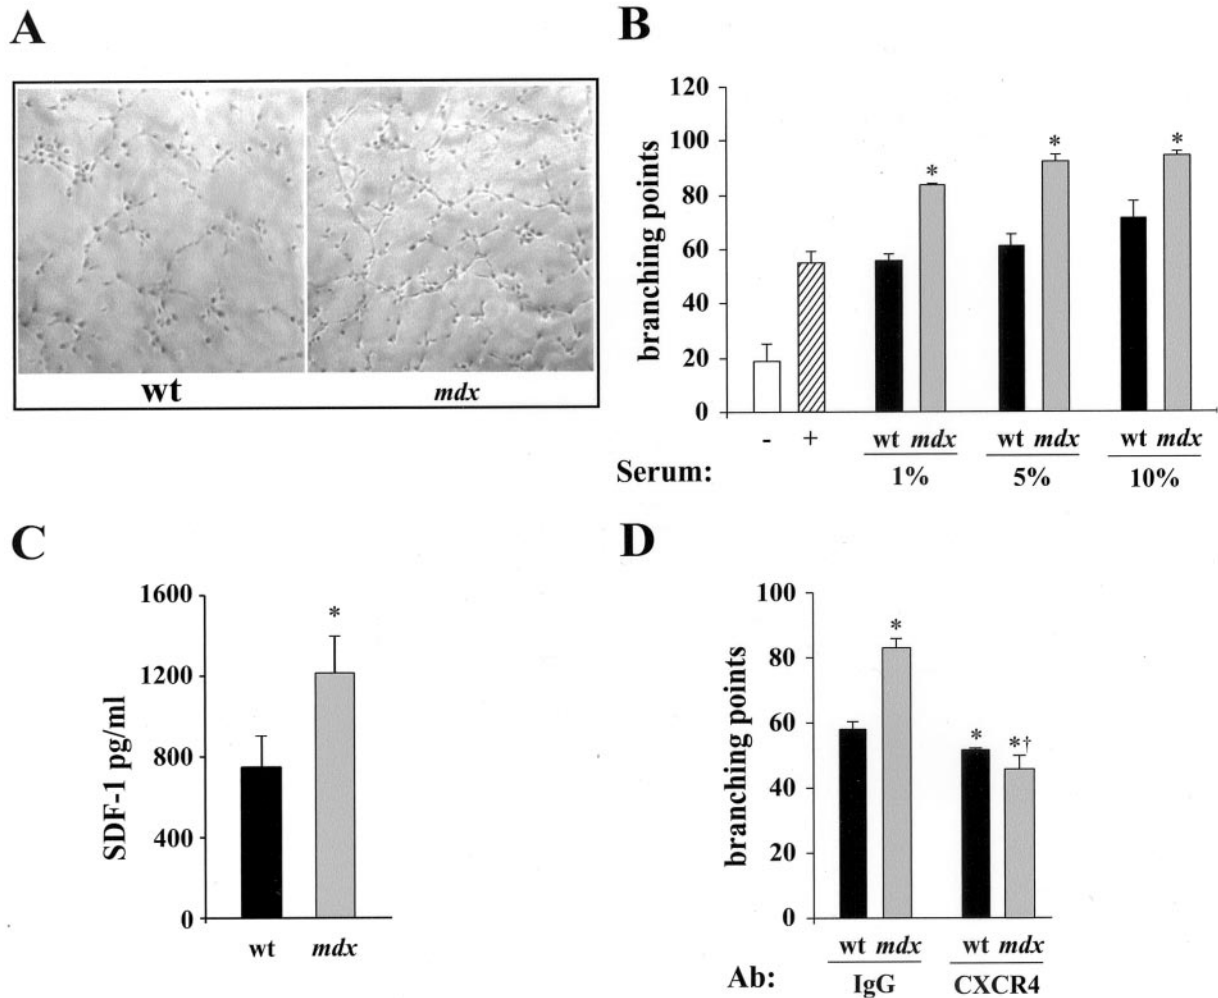 A
wt mdx
B
branching points
120
100
80
60
40
20
0
* * *
- + wt mdx wt mdx wt mdx
Serum: 1% 5% 10%
C
SDF-1 pg/ml
1600
1200
800
400
0
*
wt mdx
D
branching points
100
80
60
40
20
0
* * *†
wt mdx wt mdx
Ab: IgG CXCR4